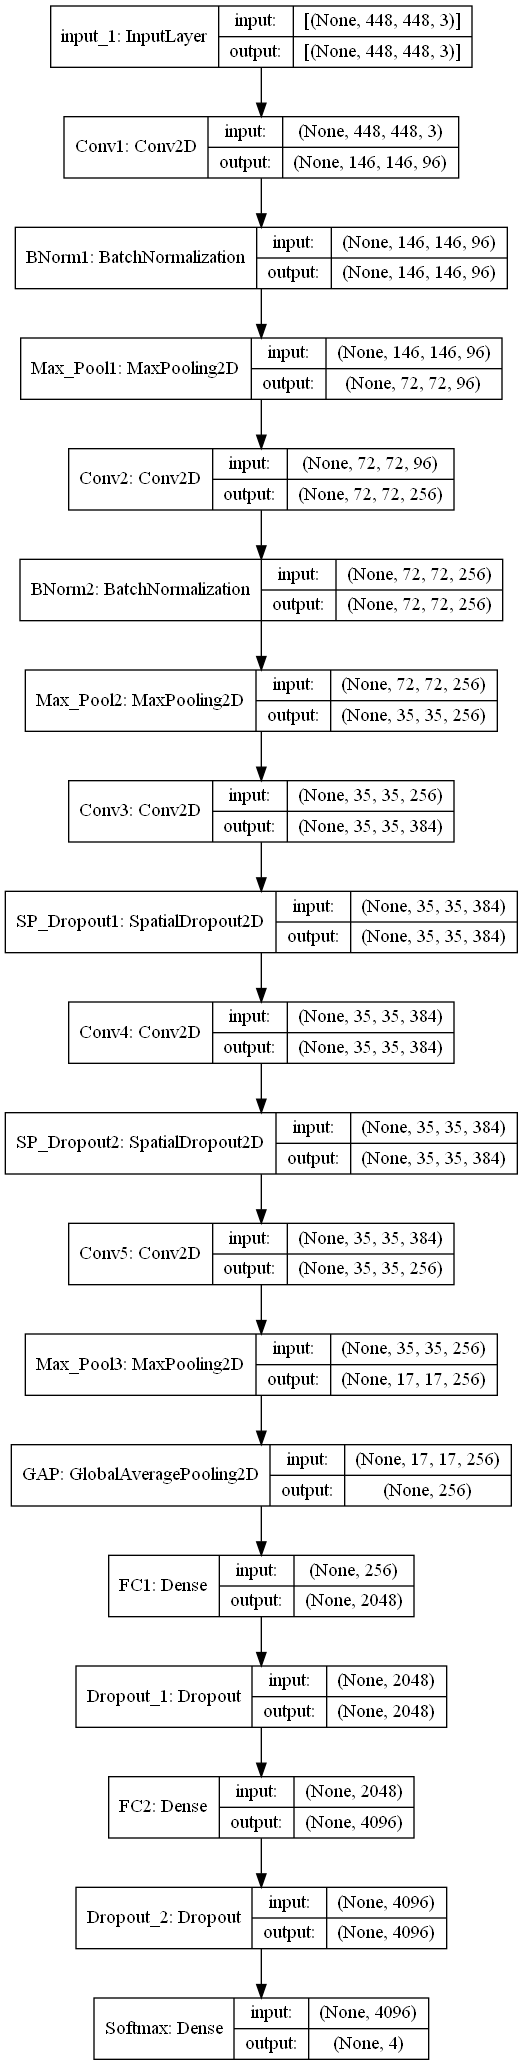 input_1: InputLayer
input: [(None, 448, 448, 3)]
output: [(None, 448, 448, 3)]
Conv1: Conv2D
input: (None, 448, 448, 3)
output: (None, 146, 146, 96)
BNorm1: BatchNormalization
input: (None, 146, 146, 96)
output: (None, 146, 146, 96)
Max_Pool1: MaxPooling2D
input: (None, 146, 146, 96)
output: (None, 72, 72, 96)
Conv2: Conv2D
input: (None, 72, 72, 96)
output: (None, 72, 72, 256)
BNorm2: BatchNormalization
input: (None, 72, 72, 256)
output: (None, 72, 72, 256)
Max_Pool2: MaxPooling2D
input: (None, 72, 72, 256)
output: (None, 35, 35, 256)
Conv3: Conv2D
input: (None, 35, 35, 256)
output: (None, 35, 35, 384)
SP_Dropout1: SpatialDropout2D
input: (None, 35, 35, 384)
output: (None, 35, 35, 384)
Conv4: Conv2D
input: (None, 35, 35, 384)
output: (None, 35, 35, 384)
SP_Dropout2: SpatialDropout2D
input: (None, 35, 35, 384)
output: (None, 35, 35, 384)
Conv5: Conv2D
input: (None, 35, 35, 384)
output: (None, 35, 35, 256)
Max_Pool3: MaxPooling2D
input: (None, 35, 35, 256)
output: (None, 17, 17, 256)
GAP: GlobalAveragePooling2D
input: (None, 17, 17, 256)
output: (None, 256)
FC1: Dense
input: (None, 256)
output: (None, 2048)
Dropout_1: Dropout
input: (None, 2048)
output: (None, 2048)
FC2: Dense
input: (None, 2048)
output: (None, 4096)
Dropout_2: Dropout
input: (None, 4096)
output: (None, 4096)
Softmax: Dense
input: (None, 4096)
output: (None, 4)